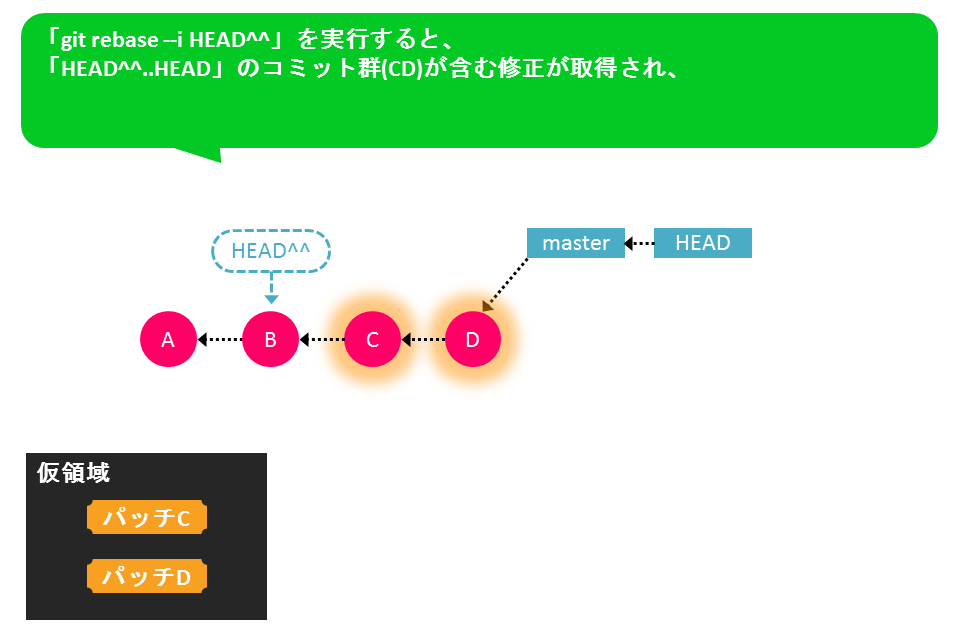 「git rebase --i HEAD^^」を実行すると、
「HEAD^^..HEAD」のコミット群(CD)が含む修正が取得され、
HEAD^^
master
HEAD
A
B
C
D
仮領域
パッチC
パッチD